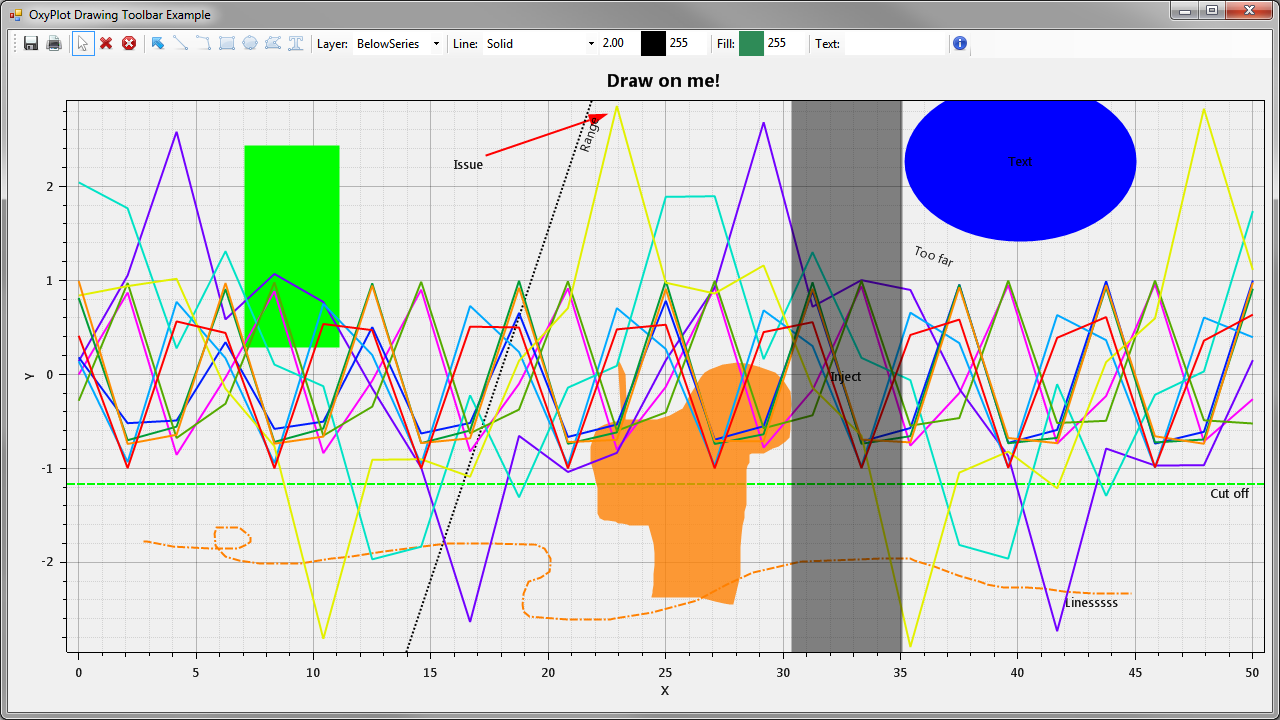 OxyPlot Drawing Toolbar Example
Layer: BelowSeries Line: Solid 2.00 255 Fill: 255 Text:
Draw on me!
Issue
Range
Text
Too far
Inject
Cut off
Linesssss
2
1
0
-1
-2
Y
0 5 10 15 20 25 30 35 40 45 50
X